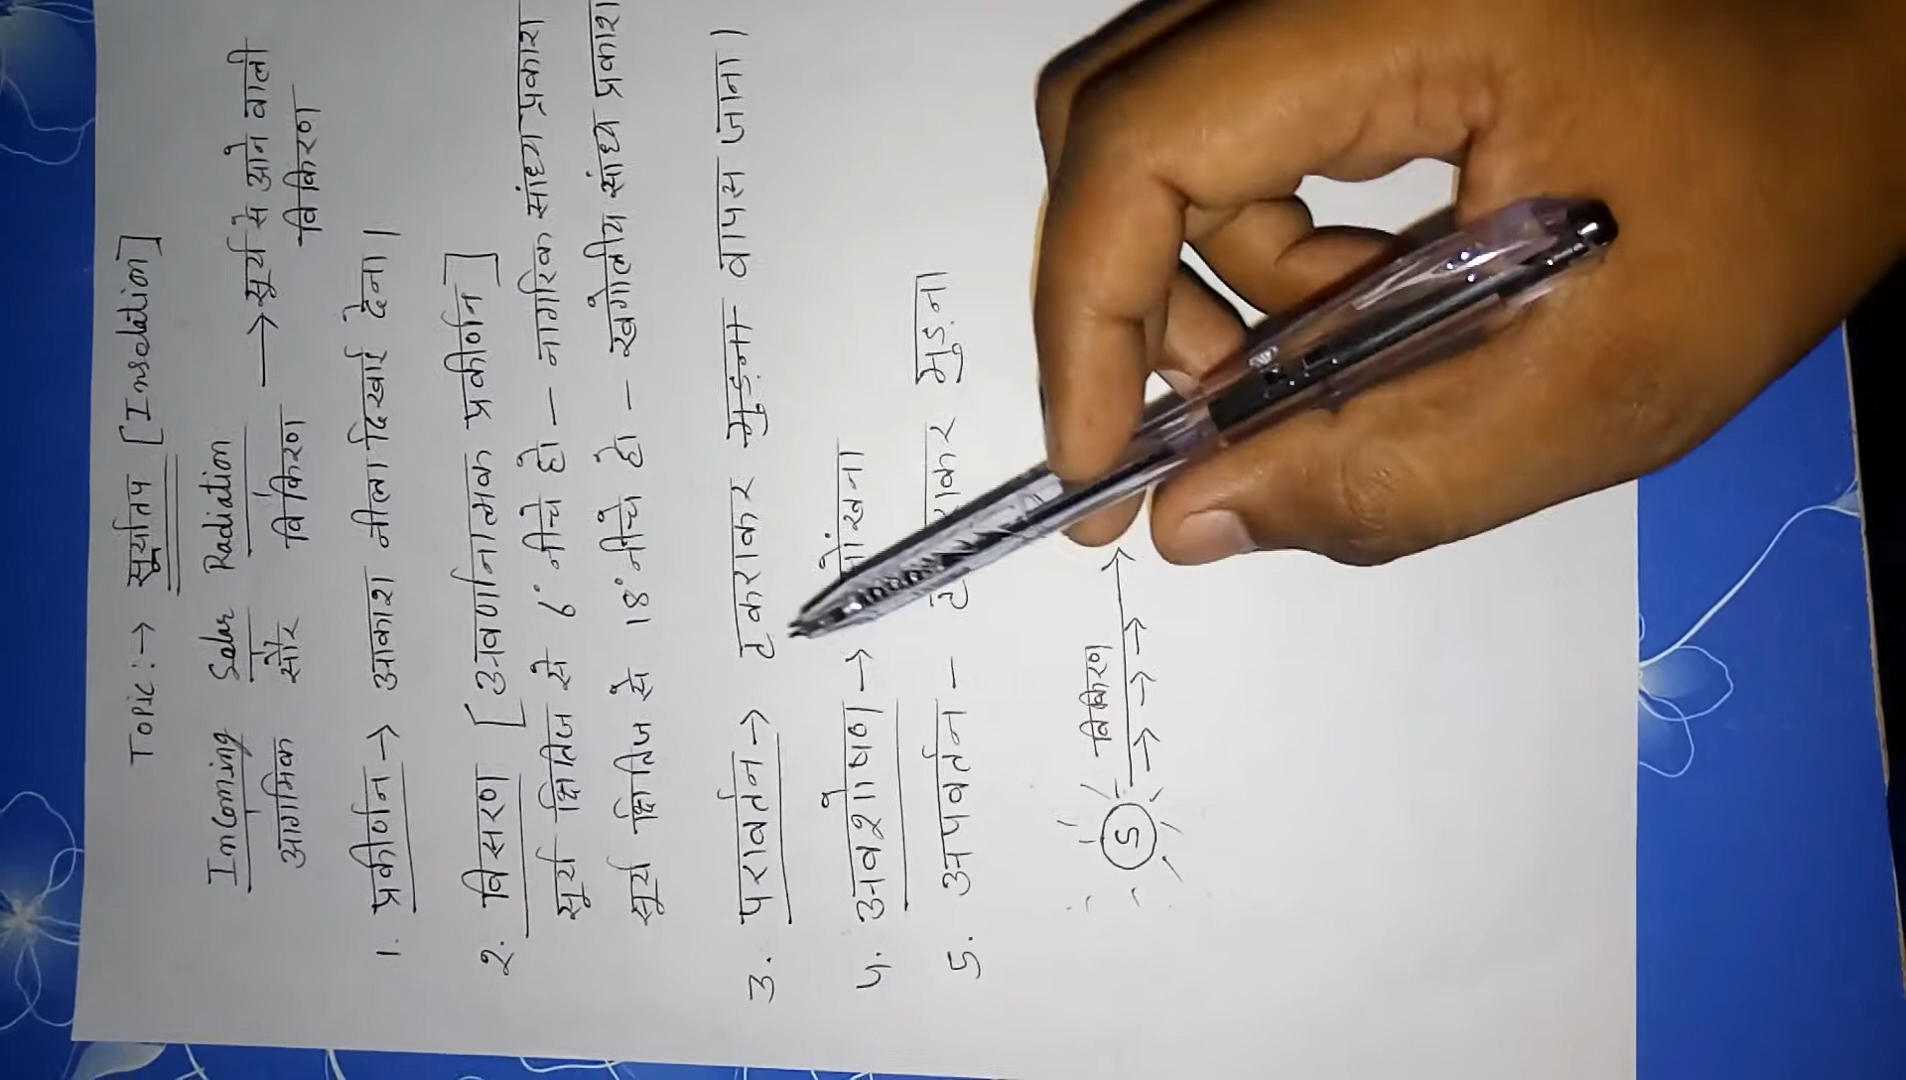 Topic :→ सूर्यातप [Insolation]
Incoming Solar Radiation → सूर्य से आने वाली
आगमिक सौर विकिरण विकिरण
1. प्रकीर्णन → आकाश नीला दिखाई देना।
2. विसरण [अवर्णनात्मक प्रकीर्णन]
सूर्य क्षितिज से 6° नीचे हो – नागरिक सांध्य प्रकाश
सूर्य क्षितिज से 18° नीचे हो – खगोलीय सांध्य प्रकाश
3. परावर्तन → टकराकर मुड़ना वापस जाना।
4. अवशोषण →
5. अपवर्तन – मुड़ना
विकिरण
S